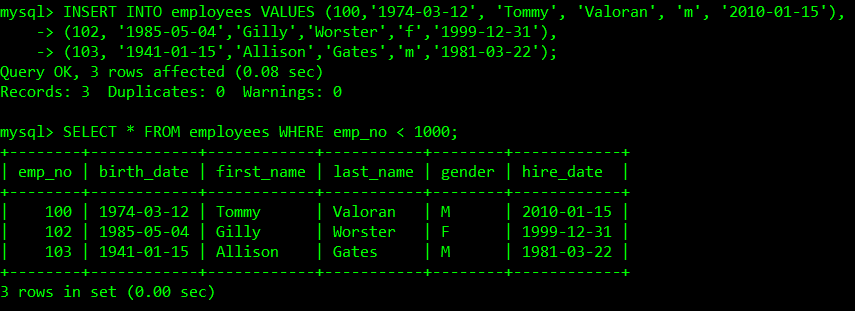 mysql> INSERT INTO employees VALUES (100,'1974-03-12', 'Tommy', 'Valoran', 'm', '2010-01-15'),
    -> (102, '1985-05-04','Gilly','Worster','f','1999-12-31'),
    -> (103, '1941-01-15','Allison','Gates','m','1981-03-22');
Query OK, 3 rows affected (0.08 sec)
Records: 3  Duplicates: 0  Warnings: 0

mysql> SELECT * FROM employees WHERE emp_no < 1000;
+--------+------------+------------+-----------+--------+------------+
| emp_no | birth_date | first_name | last_name | gender | hire_date  |
+--------+------------+------------+-----------+--------+------------+
|    100 | 1974-03-12 | Tommy      | Valoran   | M      | 2010-01-15 |
|    102 | 1985-05-04 | Gilly      | Worster   | F      | 1999-12-31 |
|    103 | 1941-01-15 | Allison    | Gates     | M      | 1981-03-22 |
+--------+------------+------------+-----------+--------+------------+
3 rows in set (0.00 sec)